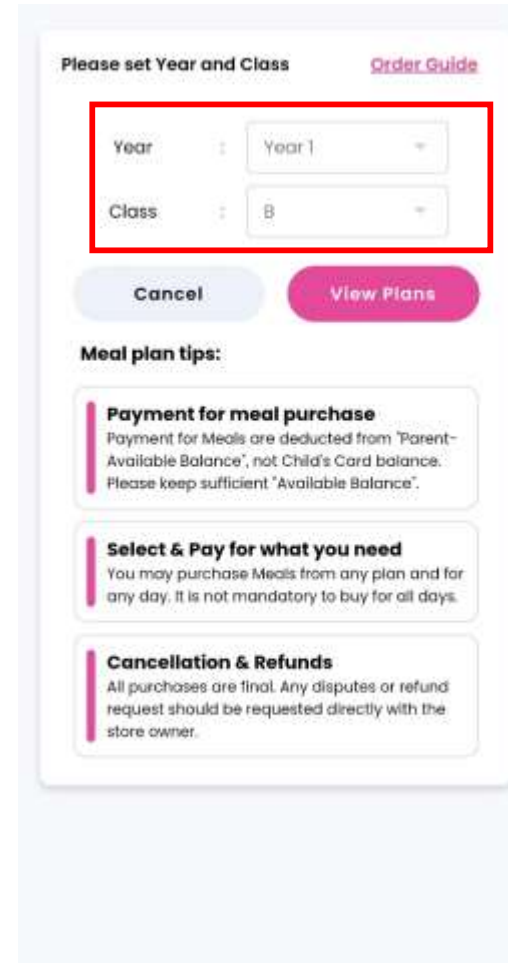 Please set Year and Class Order Guide
Year : Year 1
Class : B
Cancel View Plans
Meal plan tips:
Payment for meal purchase
Payment for Meals are deducted from "Parent-
Available Balance", not Child's Card balance.
Please keep sufficient "Available Balance".
Select & Pay for what you need
You may purchase Meals from any plan and for
any day. It is not mandatory to buy for all days.
Cancellation & Refunds
All purchases are final. Any disputes or refund
request should be requested directly with the
store owner.